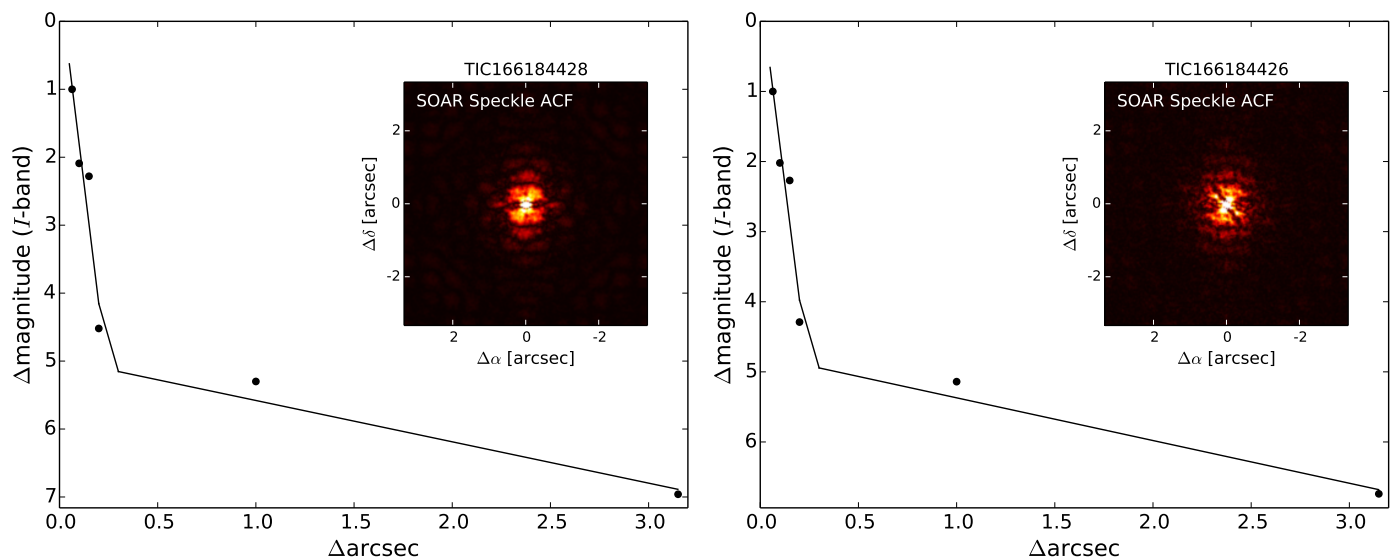 TIC166184428
SOAR Speckle ACF
2
0
-2
Δδ [arcsec]
2 0 -2
Δα [arcsec]
0
1
2
3
4
5
6
7
Δmagnitude (I-band)
0.0 0.5 1.0 1.5 2.0 2.5 3.0
Δarcsec
TIC166184426
SOAR Speckle ACF
2
0
-2
Δδ [arcsec]
2 0 -2
Δα [arcsec]
0
1
2
3
4
5
6
Δmagnitude (I-band)
0.0 0.5 1.0 1.5 2.0 2.5 3.0
Δarcsec